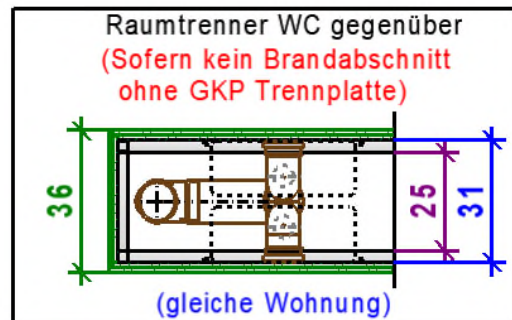 Raumtrenner WC gegenüber
(Sofern kein Brandabschnitt
ohne GKP Trennplatte)
36
25
31
(gleiche Wohnung)